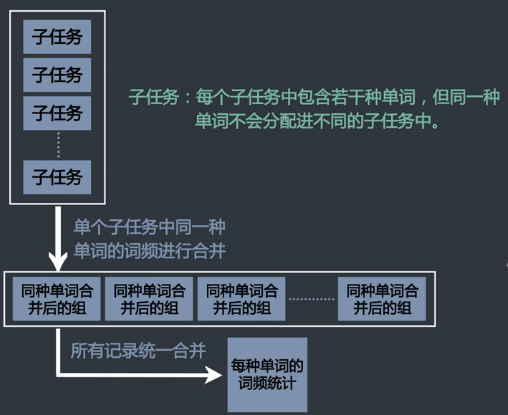 子任务
子任务
子任务
子任务
子任务：每个子任务中包含若干种单词，但同一种
单词不会分配进不同的子任务中。
单个子任务中同一种
单词的词频进行合并
同种单词合
并后的组
同种单词合
并后的组
同种单词合
并后的组
同种单词合
并后的组
所有记录统一合并
每种单词的
词频统计